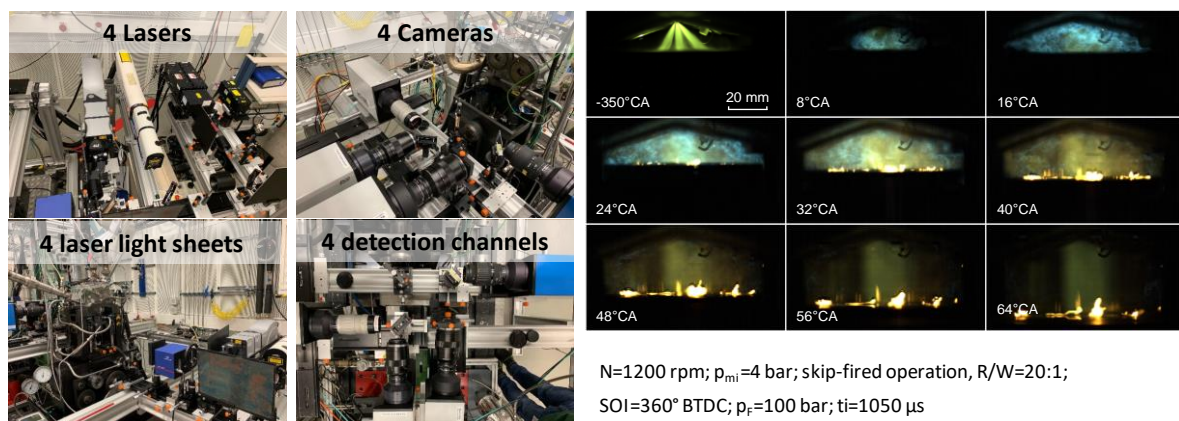 4 Lasers
4 Cameras
4 laser light sheets
4 detection channels
-350°CA
20 mm
8°CA
16°CA
24°CA
32°CA
40°CA
48°CA
56°CA
64°CA
N=1200 rpm; pmi=4 bar; skip-fired operation, R/W=20:1;
SOI=360° BTDC; pF=100 bar; ti=1050 µs